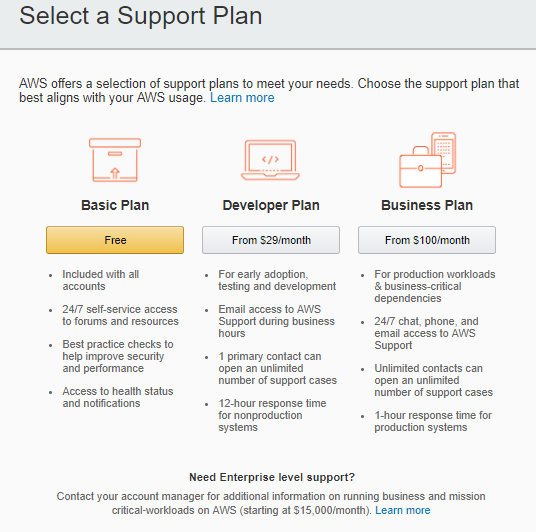 Select a Support Plan
AWS offers a selection of support plans to meet your needs. Choose the support plan that
best aligns with your AWS usage. Learn more
Basic Plan
Free
Included with all
accounts
24/7 self-service access
to forums and resources
Best practice checks to
help improve security
and performance
Access to health status
and notifications
Developer Plan
From $29/month
For early adoption,
testing and development
Email access to AWS
Support during business
hours
1 primary contact can
open an unlimited
number of support cases
12-hour response time
for nonproduction
systems
Business Plan
From $100/month
For production workloads
& business-critical
dependencies
24/7 chat, phone, and
email access to AWS
Support
Unlimited contacts can
open an unlimited
number of support cases
1-hour response time for
production systems
Need Enterprise level support?
Contact your account manager for additional information on running business and mission
critical-workloads on AWS (starting at $15,000/month). Learn more